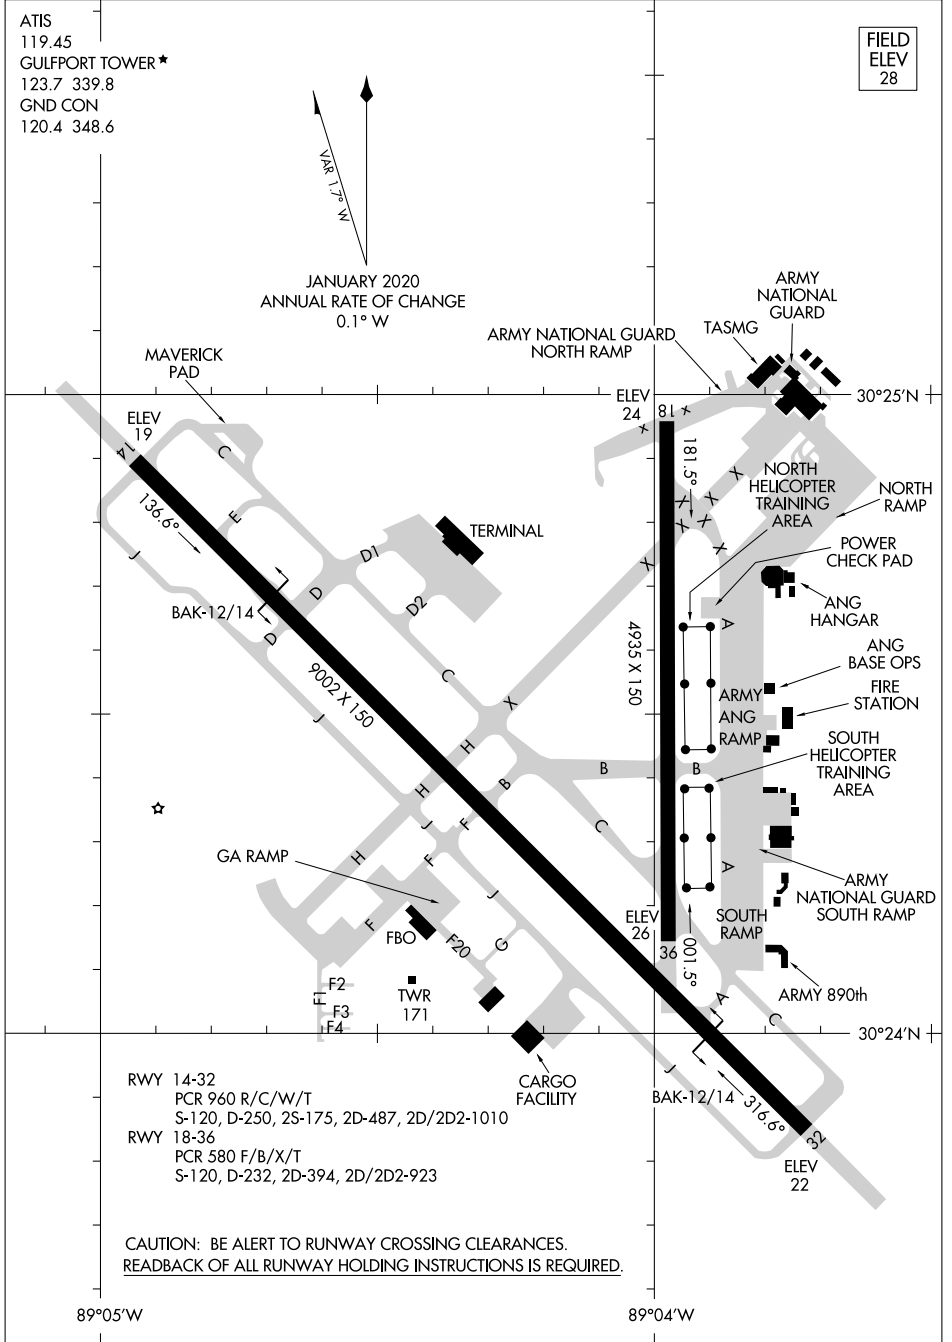 ATIS
119.45
GULFPORT TOWER
123.7 339.8
GND CON
120.4 348.6
FIELD
ELEV
28
VAR 1.7° W
JANUARY 2020
ANNUAL RATE OF CHANGE
0.1° W
ARMY
NATIONAL
GUARD
TASMG
ARMY NATIONAL GUARD
NORTH RAMP
MAVERICK
PAD
ELEV
19
14
ELEV
24
18
30°25'N
X
X
C
181.5°
X
X
X
X
X
X
X
NORTH
HELICOPTER
TRAINING
AREA
NORTH
RAMP
136.6°
E
J
D1
TERMINAL
POWER
CHECK PAD
D
D2
BAK-12/14
D
A
ANG
HANGAR
4935 X 150
ANG
BASE OPS
9002 X 150
C
X
ARMY
ANG
RAMP
FIRE
STATION
J
H
B
B
SOUTH
HELICOPTER
TRAINING
AREA
H
B
J
F
C
H
F
GA RAMP
A
J
ARMY
NATIONAL GUARD
SOUTH RAMP
F
FBO
F20
G
ELEV
26
36
001.5°
SOUTH
RAMP
F1
F2
F3
F4
TWR
171
ARMY 890th
A
C
30°24'N
J
CARGO
FACILITY
BAK-12/14
316.6°
32
ELEV
22
RWY 14-32
PCR 960 R/C/W/T
S-120, D-250, 2S-175, 2D-487, 2D/2D2-1010
RWY 18-36
PCR 580 F/B/X/T
S-120, D-232, 2D-394, 2D/2D2-923
CAUTION: BE ALERT TO RUNWAY CROSSING CLEARANCES.
READBACK OF ALL RUNWAY HOLDING INSTRUCTIONS IS REQUIRED.
89°05'W
89°04'W